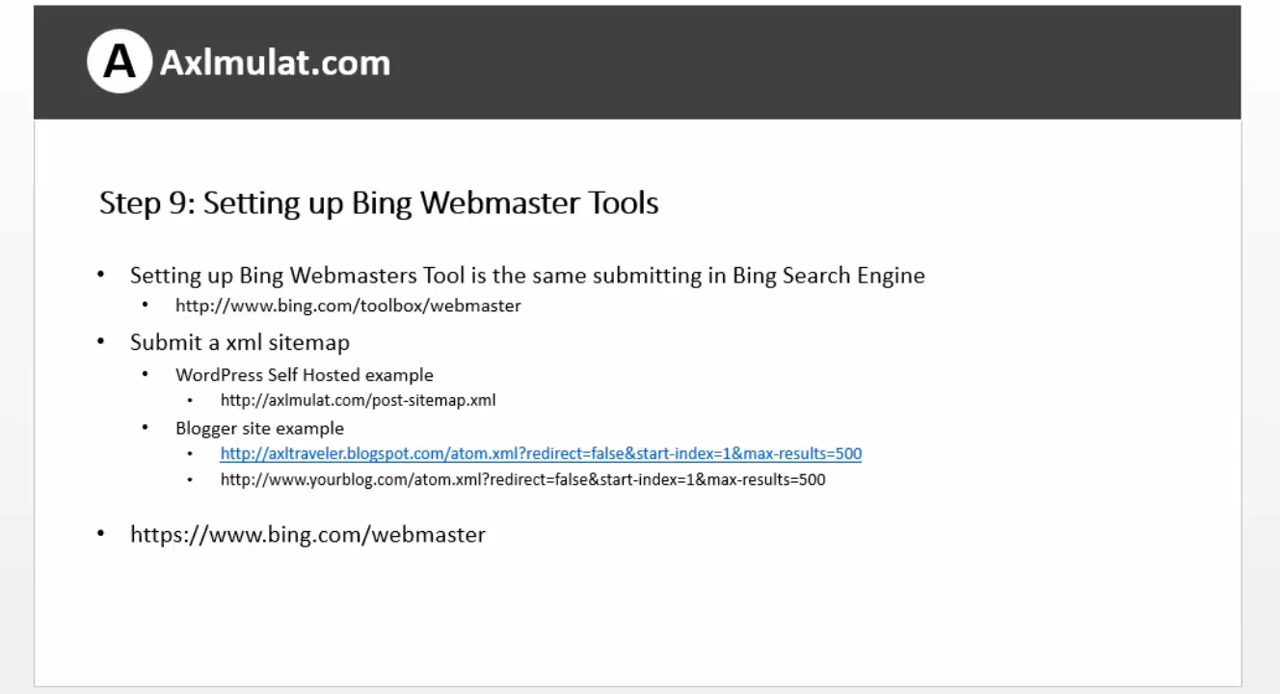 A Axlmulat.com
Step 9: Setting up Bing Webmaster Tools
• Setting up Bing Webmasters Tool is the same submitting in Bing Search Engine
• http://www.bing.com/toolbox/webmaster
• Submit a xml sitemap
• WordPress Self Hosted example
• http://axlmulat.com/post-sitemap.xml
• Blogger site example
• http://axltraveler.blogspot.com/atom.xml?redirect=false&start-index=1&max-results=500
• http://www.yourblog.com/atom.xml?redirect=false&start-index=1&max-results=500
• https://www.bing.com/webmaster